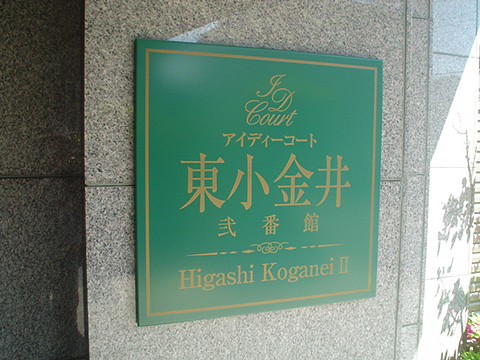 I
D
Court
アイディーコート
東小金井
弐番館
Higashi Koganei II